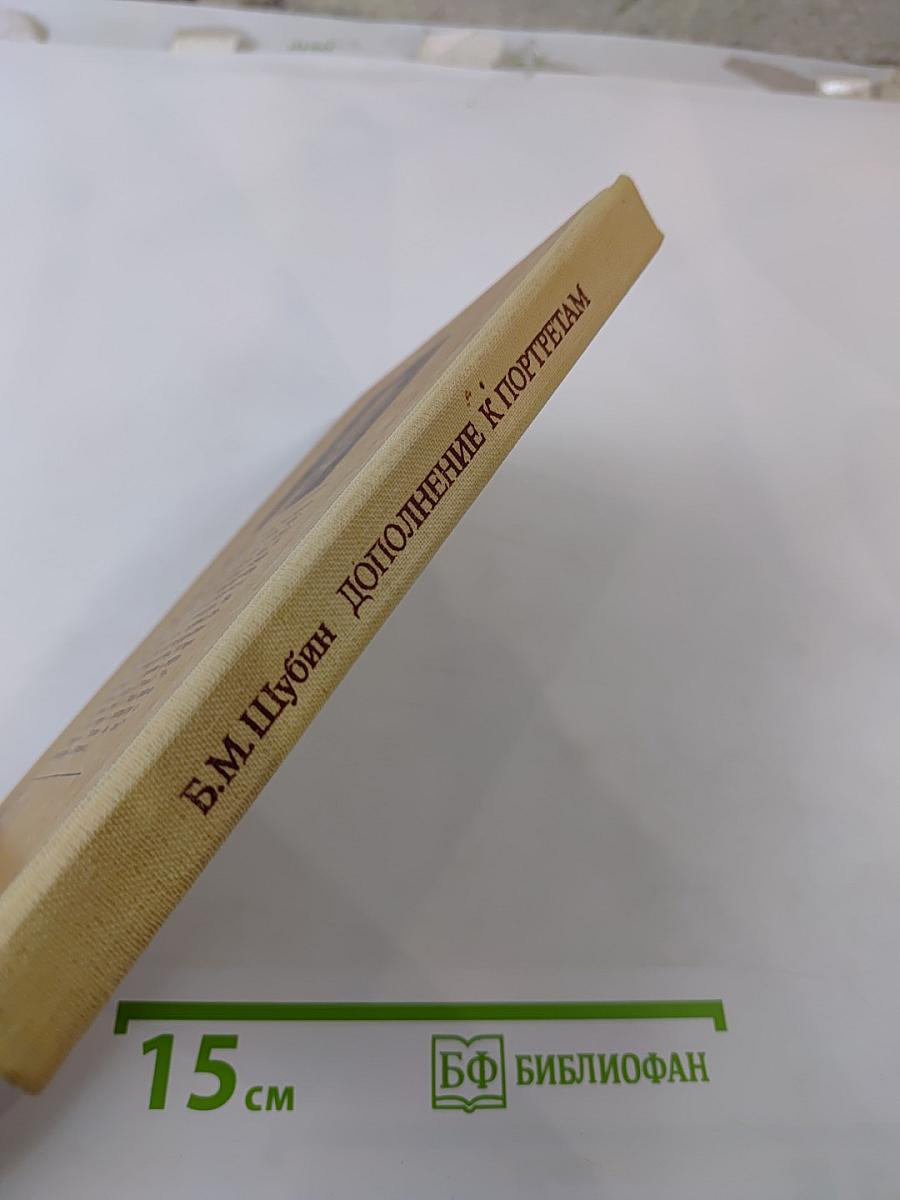 Б.М. Шубин ДОПОЛНЕНИЕ К ПОРТРЕТАМ
15 см
БФ БИБЛИОФАН